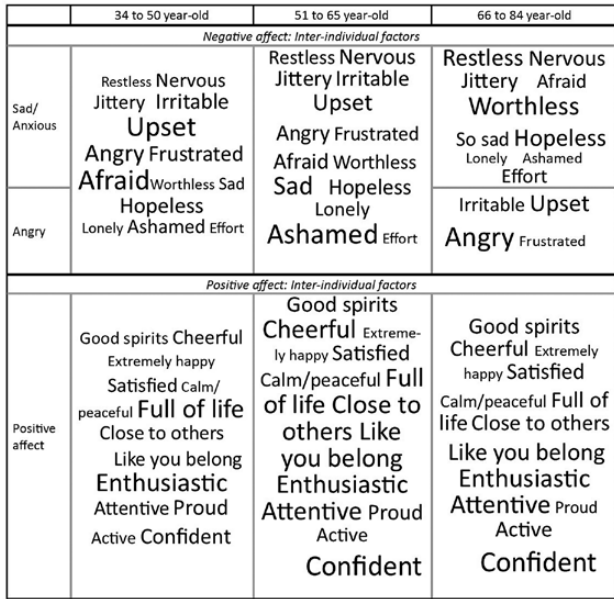 34 to 50 year-old 51 to 65 year-old 66 to 84 year-old
Negative affect: Inter-individual factors
Sad/
Anxious
Restless Nervous
Jittery Irritable
Upset
Angry Frustrated
Afraid Worthless Sad
Hopeless
Lonely Ashamed Effort
Restless Nervous
Jittery Irritable
Upset
Angry Frustrated
Afraid Worthless
Sad Hopeless
Lonely
Ashamed Effort
Restless Nervous
Jittery Afraid
Worthless
So sad Hopeless
Lonely Ashamed
Effort
Angry
Irritable Upset
Angry Frustrated
Positive affect: Inter-individual factors
Positive
affect
Good spirits Cheerful
Extremely happy
Satisfied Calm/
peaceful Full of life
Close to others
Like you belong
Enthusiastic
Attentive Proud
Active Confident
Good spirits
Cheerful Extreme-
ly happy Satisfied
Calm/peaceful Full
of life Close to
others Like
you belong
Enthusiastic
Attentive Proud
Active
Confident
Good spirits
Cheerful Extremely
happy Satisfied
Calm/peaceful Full of
life Close to others
Like you belong
Enthusiastic
Attentive Proud
Active
Confident